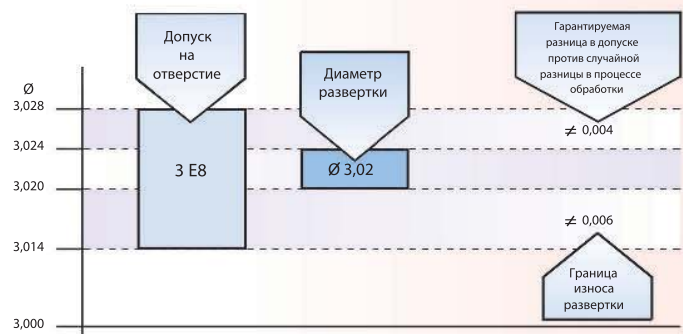 Допуск
на
отверстие
Диаметр
развертки
Гарантируемая
разница в допуске
против случайной
разницы в процессе
обработки
Ø
3,028
≠ 0,004
3,024
3 E8
Ø 3,02
3,020
≠ 0,006
3,014
Граница
износа
развертки
3,000